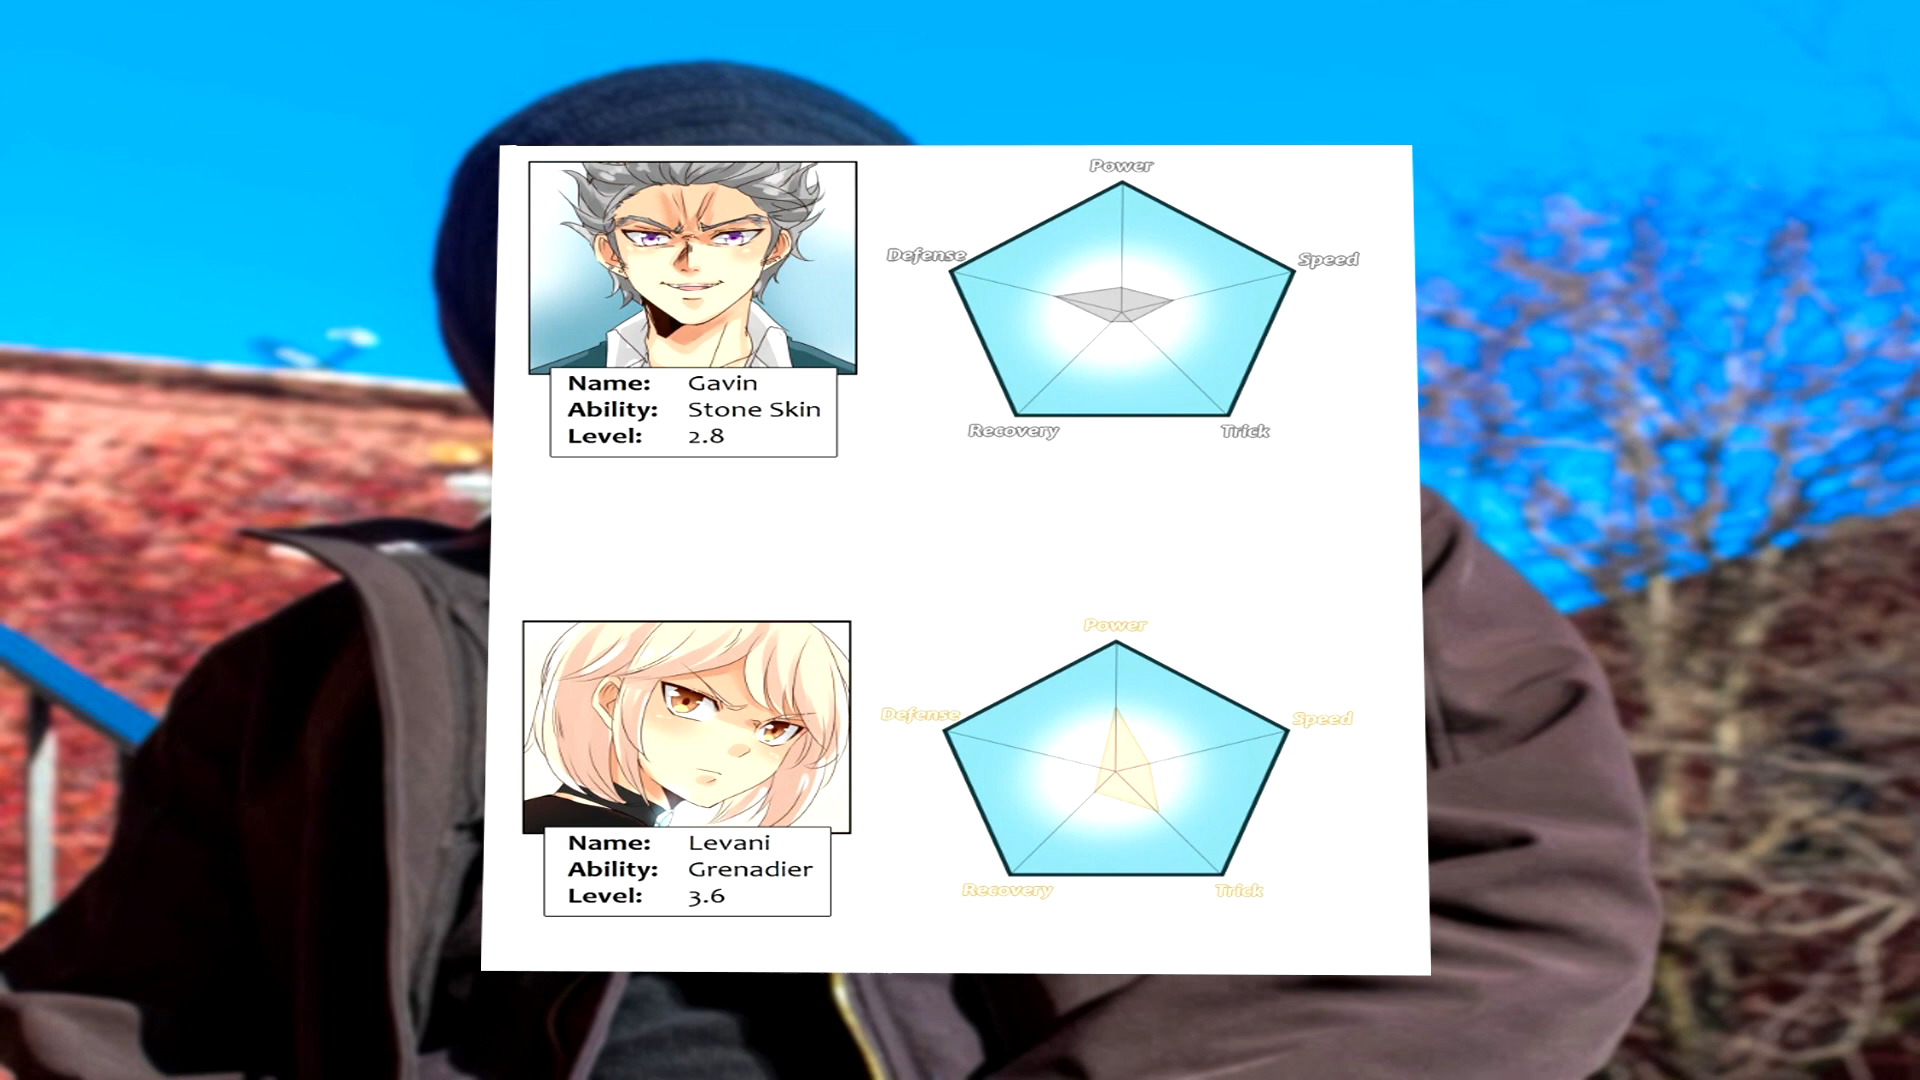 Power
Defense
Speed
Recovery
Trick
Name: Gavin
Ability: Stone Skin
Level: 2.8
Power
Defense
Speed
Recovery
Trick
Name: Levani
Ability: Grenadier
Level: 3.6